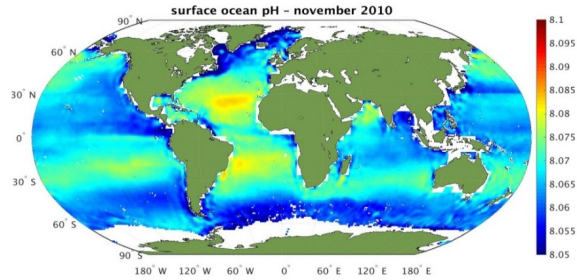 surface ocean pH – november 2010
90° N
60° N
30° N
0°
30° S
60° S
90° S
180° W 120° W 60° W 0° 60° E 120° E 180° E
8.1
8.095
8.09
8.085
8.08
8.075
8.07
8.065
8.06
8.055
8.05